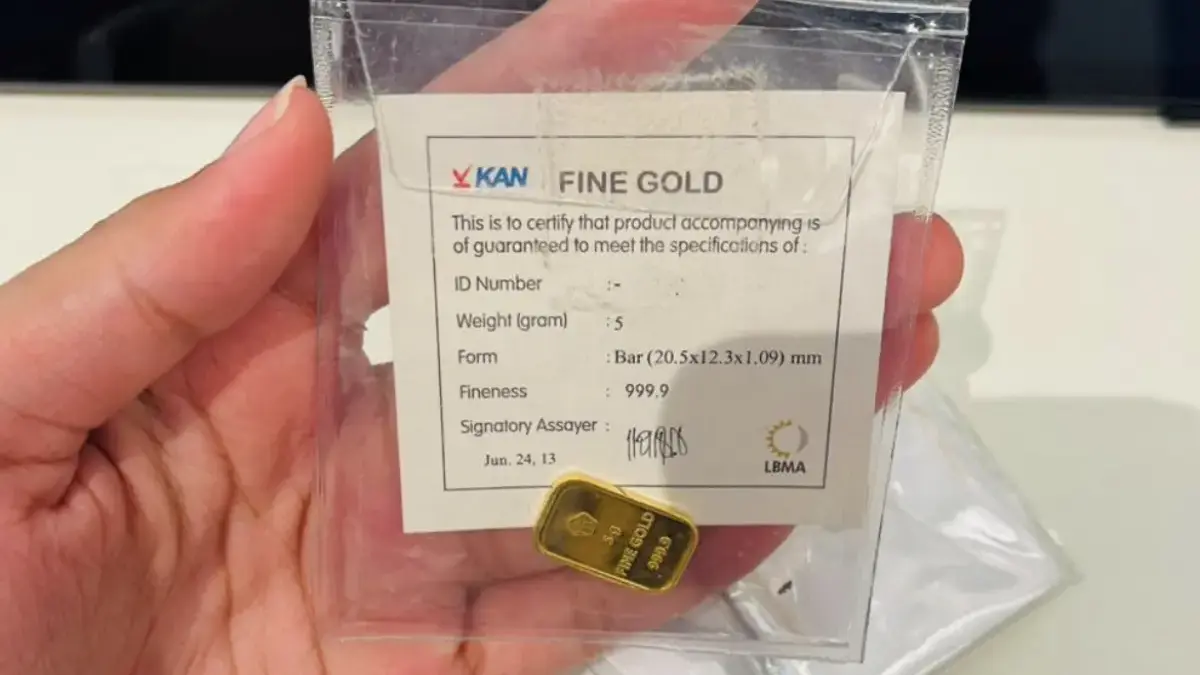 KAN FINE GOLD
This is to certify that product accompanying is
of guaranteed to meet the specifications of :
ID Number :-
Weight (gram) : 5
Form : Bar (20.5x12.3x1.09) mm
Fineness : 999.9
Signatory Assayer :
Jun. 24, 13
LBMA
5g
FINE GOLD
999.9